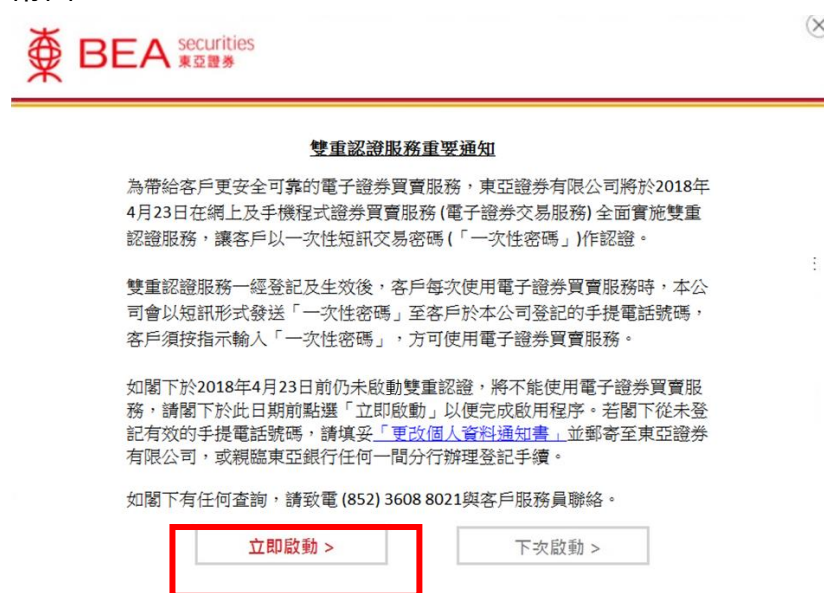 BEA securities
東亞證券
雙重認證服務重要通知
為帶給客戶更安全可靠的電子證券買賣服務，東亞證券有限公司將於2018年
4月23日在網上及手機程式證券買賣服務 (電子證券交易服務) 全面實施雙重
認證服務，讓客戶以一次性短訊交易密碼 (「一次性密碼」)作認證。
雙重認證服務一經登記及生效後，客戶每次使用電子證券買賣服務時，本公
司會以短訊形式發送「一次性密碼」至客戶於本公司登記的手提電話號碼，
客戶須按指示輸入「一次性密碼」，方可使用電子證券買賣服務。
如閣下於2018年4月23日前仍未啟動雙重認證，將不能使用電子證券買賣服
務，請閣下於此日期前點選「立即啟動」以便完成啟用程序。若閣下從未登
記有效的手提電話號碼，請填妥「更改個人資料通知書」並郵寄至東亞證券
有限公司，或親臨東亞銀行任何一間分行辦理登記手續。
如閣下有任何查詢，請致電 (852) 3608 8021與客戶服務員聯絡。
立即啟動 >
下次啟動 >